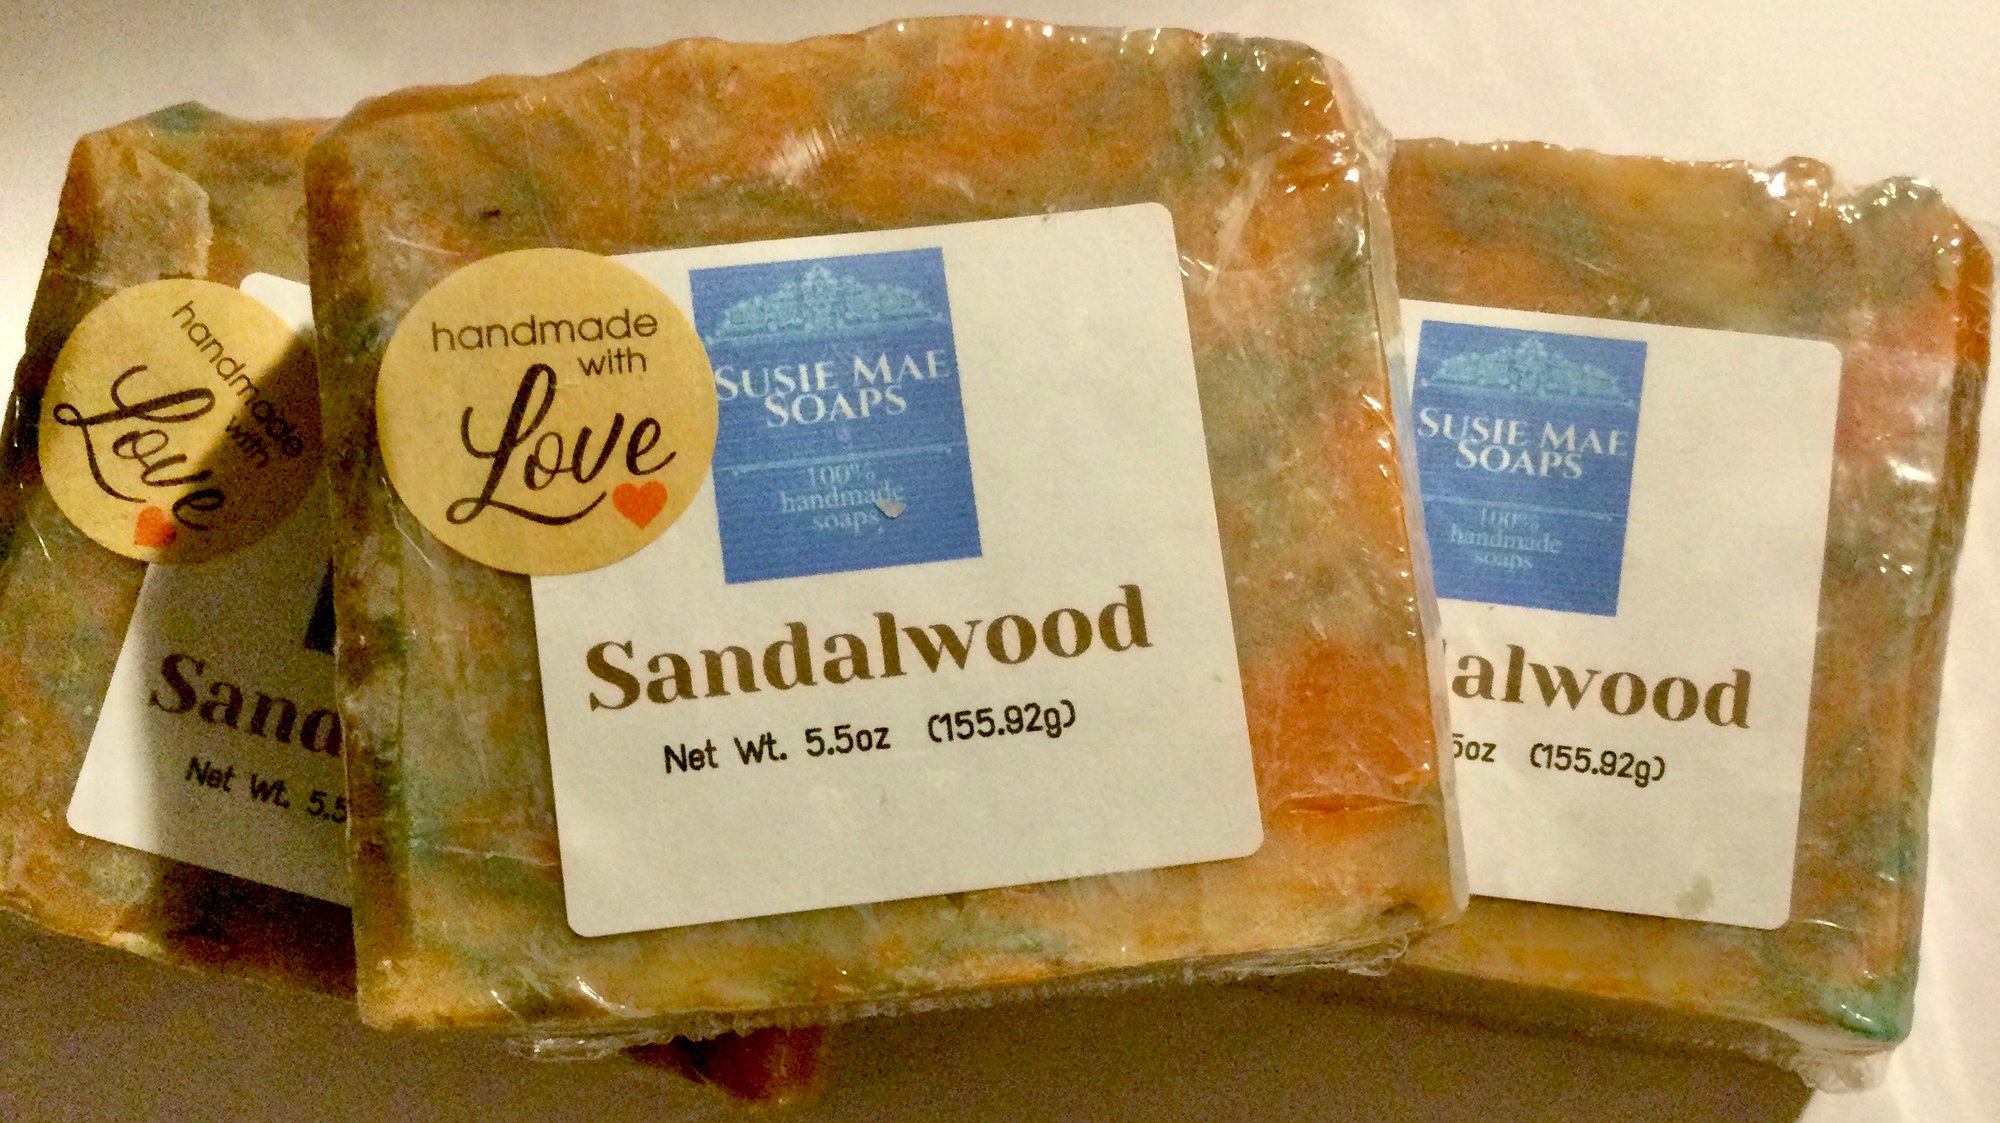 handmade
with
Love
Sand
Net Wt. 5.5
handmade
with
Love
SUSIE MAE
SOAPS
100%
handmade
soaps
Sandalwood
Net Wt. 5.5oz (155.92g)
SUSIE MAE
SOAPS
100%
handmade
soaps
alwood
5oz (155.92g)